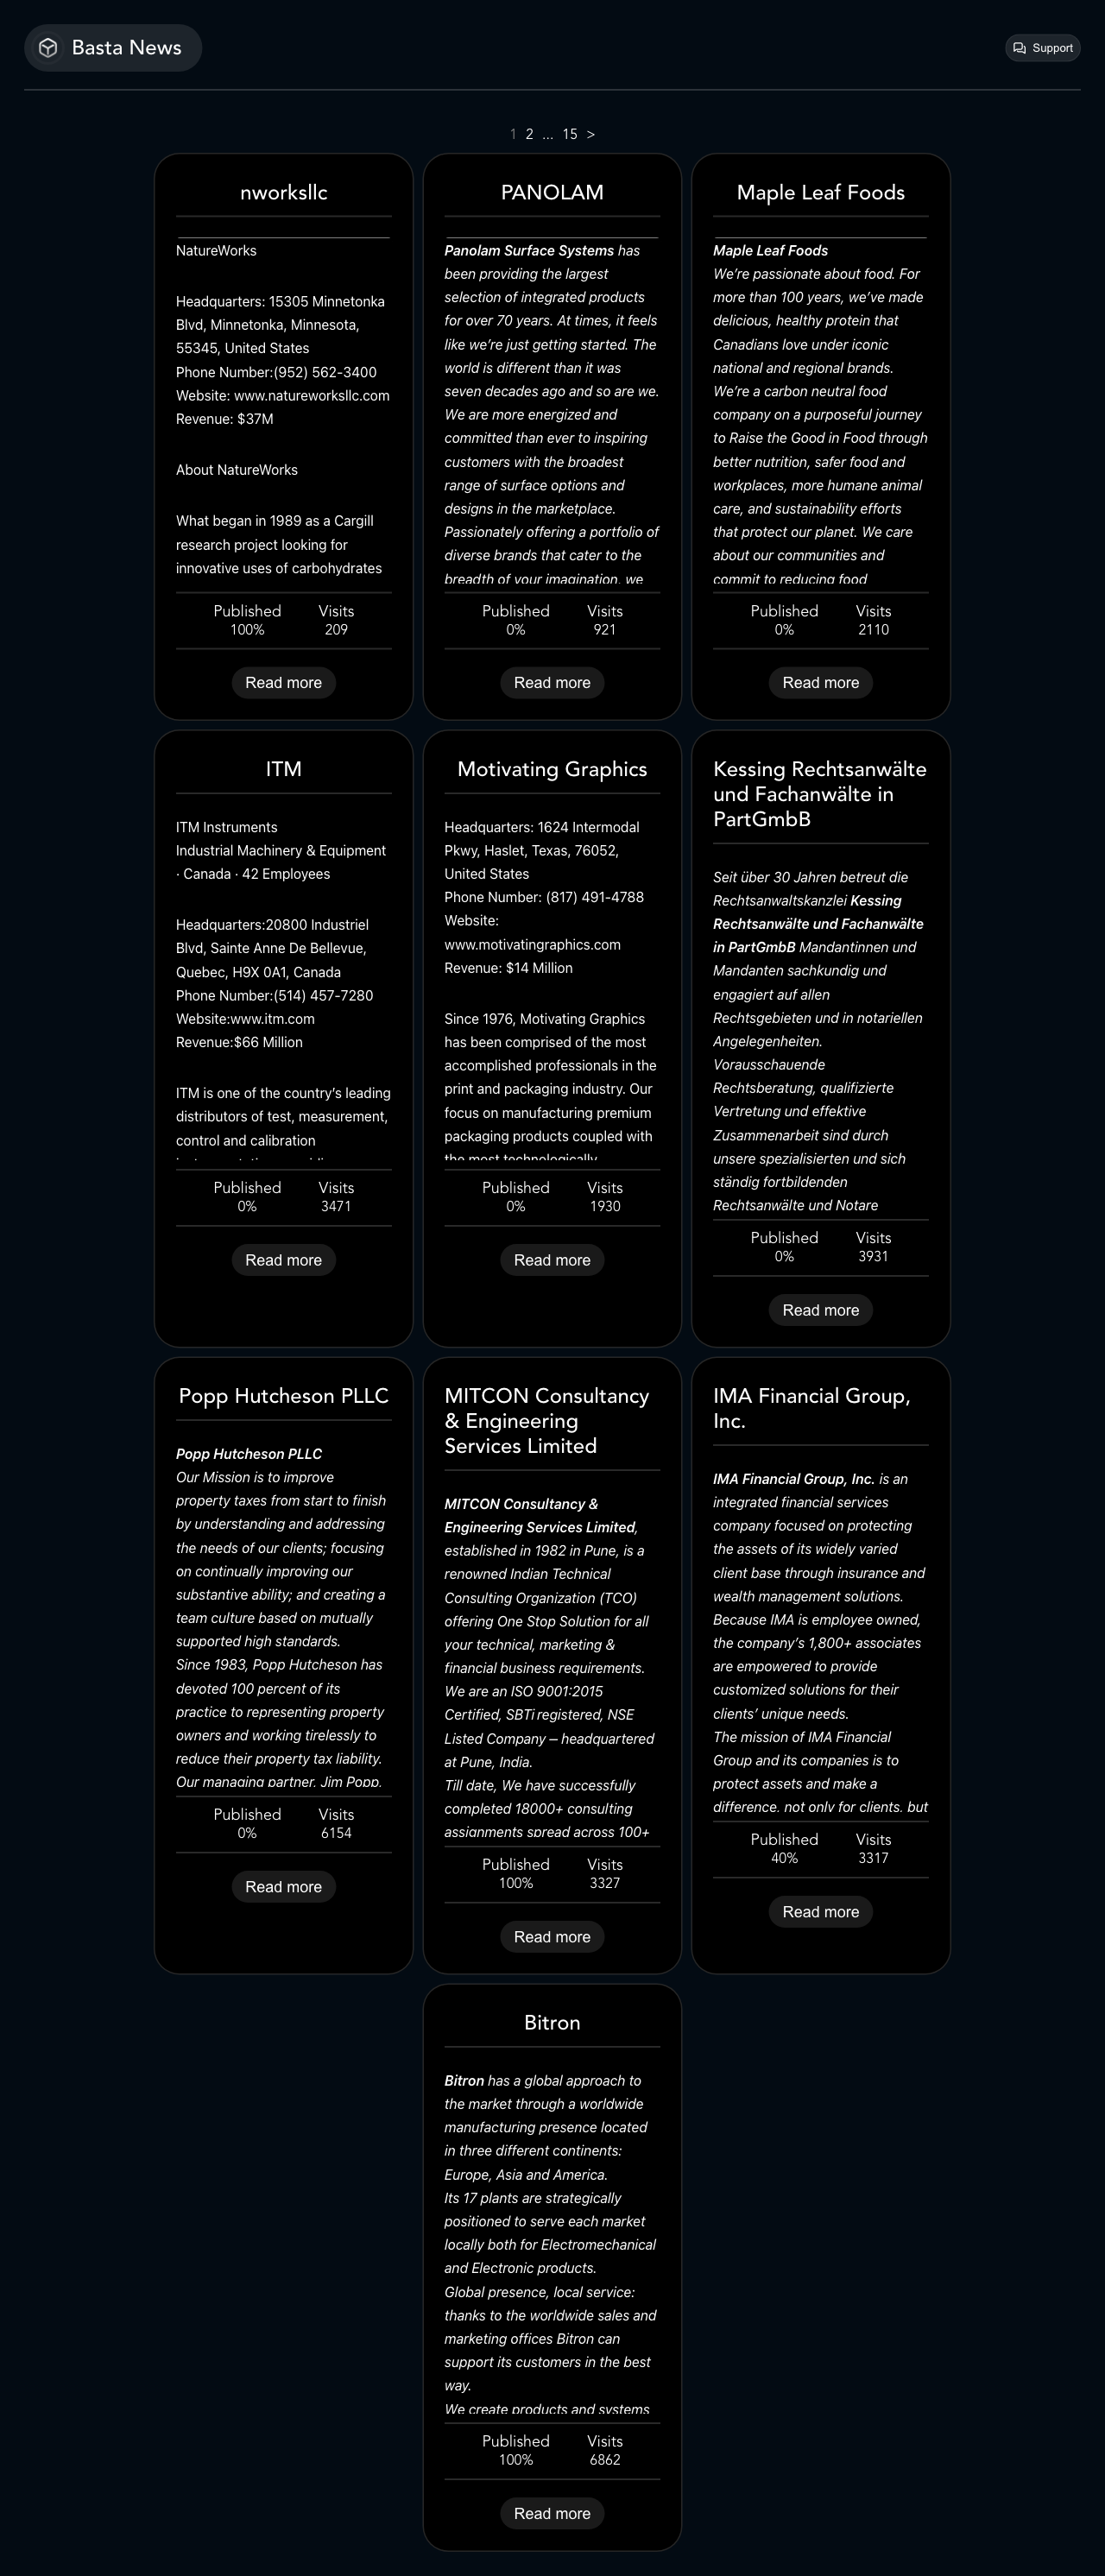 Basta News
Support
1 2 ... 15 >
nworksllc
NatureWorks
Headquarters: 15305 Minnetonka
Blvd, Minnetonka, Minnesota,
55345, United States
Phone Number:(952) 562-3400
Website: www.natureworksllc.com
Revenue: $37M
About NatureWorks
What began in 1989 as a Cargill
research project looking for
innovative uses of carbohydrates
Published
Visits
100%
209
Read more
PANOLAM
Panolam Surface Systems has
been providing the largest
selection of integrated products
for over 70 years. At times, it feels
like we’re just getting started. The
world is different than it was
seven decades ago and so are we.
We are more energized and
committed than ever to inspiring
customers with the broadest
range of surface options and
designs in the marketplace.
Passionately offering a portfolio of
diverse brands that cater to the
breadth of your imagination, we
Published
Visits
0%
921
Read more
Maple Leaf Foods
Maple Leaf Foods
We’re passionate about food. For
more than 100 years, we’ve made
delicious, healthy protein that
Canadians love under iconic
national and regional brands.
We’re a carbon neutral food
company on a purposeful journey
to Raise the Good in Food through
better nutrition, safer food and
workplaces, more humane animal
care, and sustainability efforts
that protect our planet. We care
about our communities and
commit to reducing food
Published
Visits
0%
2110
Read more
ITM
ITM Instruments
Industrial Machinery & Equipment
· Canada · 42 Employees
Headquarters:20800 Industriel
Blvd, Sainte Anne De Bellevue,
Quebec, H9X 0A1, Canada
Phone Number:(514) 457-7280
Website:www.itm.com
Revenue:$66 Million
ITM is one of the country’s leading
distributors of test, measurement,
control and calibration
Published
Visits
0%
3471
Read more
Motivating Graphics
Headquarters: 1624 Intermodal
Pkwy, Haslet, Texas, 76052,
United States
Phone Number: (817) 491-4788
Website:
www.motivatingraphics.com
Revenue: $14 Million
Since 1976, Motivating Graphics
has been comprised of the most
accomplished professionals in the
print and packaging industry. Our
focus on manufacturing premium
packaging products coupled with
the most technologically
Published
Visits
0%
1930
Read more
Kessing Rechtsanwälte
und Fachanwälte in
PartGmbB
Seit über 30 Jahren betreut die
Rechtsanwaltskanzlei Kessing
Rechtsanwälte und Fachanwälte
in PartGmbB Mandantinnen und
Mandanten sachkundig und
engagiert auf allen
Rechtsgebieten und in notariellen
Angelegenheiten.
Vorausschauende
Rechtsberatung, qualifizierte
Vertretung und effektive
Zusammenarbeit sind durch
unsere spezialisierten und sich
ständig fortbildenden
Rechtsanwälte und Notare
Published
Visits
0%
3931
Read more
Popp Hutcheson PLLC
Popp Hutcheson PLLC
Our Mission is to improve
property taxes from start to finish
by understanding and addressing
the needs of our clients; focusing
on continually improving our
substantive ability; and creating a
team culture based on mutually
supported high standards.
Since 1983, Popp Hutcheson has
devoted 100 percent of its
practice to representing property
owners and working tirelessly to
reduce their property tax liability.
Our managing partner, Jim Popp,
Published
Visits
0%
6154
Read more
MITCON Consultancy
& Engineering
Services Limited
MITCON Consultancy &
Engineering Services Limited,
established in 1982 in Pune, is a
renowned Indian Technical
Consulting Organization (TCO)
offering One Stop Solution for all
your technical, marketing &
financial business requirements.
We are an ISO 9001:2015
Certified, SBTi registered, NSE
Listed Company – headquartered
at Pune, India.
Till date, We have successfully
completed 18000+ consulting
assignments spread across 100+
Published
Visits
100%
3327
Read more
IMA Financial Group,
Inc.
IMA Financial Group, Inc. is an
integrated financial services
company focused on protecting
the assets of its widely varied
client base through insurance and
wealth management solutions.
Because IMA is employee owned,
the company’s 1,800+ associates
are empowered to provide
customized solutions for their
clients’ unique needs.
The mission of IMA Financial
Group and its companies is to
protect assets and make a
difference, not only for clients, but
Published
Visits
40%
3317
Read more
Bitron
Bitron has a global approach to
the market through a worldwide
manufacturing presence located
in three different continents:
Europe, Asia and America.
Its 17 plants are strategically
positioned to serve each market
locally both for Electromechanical
and Electronic products.
Global presence, local service:
thanks to the worldwide sales and
marketing offices Bitron can
support its customers in the best
way.
We create products and systems
Published
Visits
100%
6862
Read more